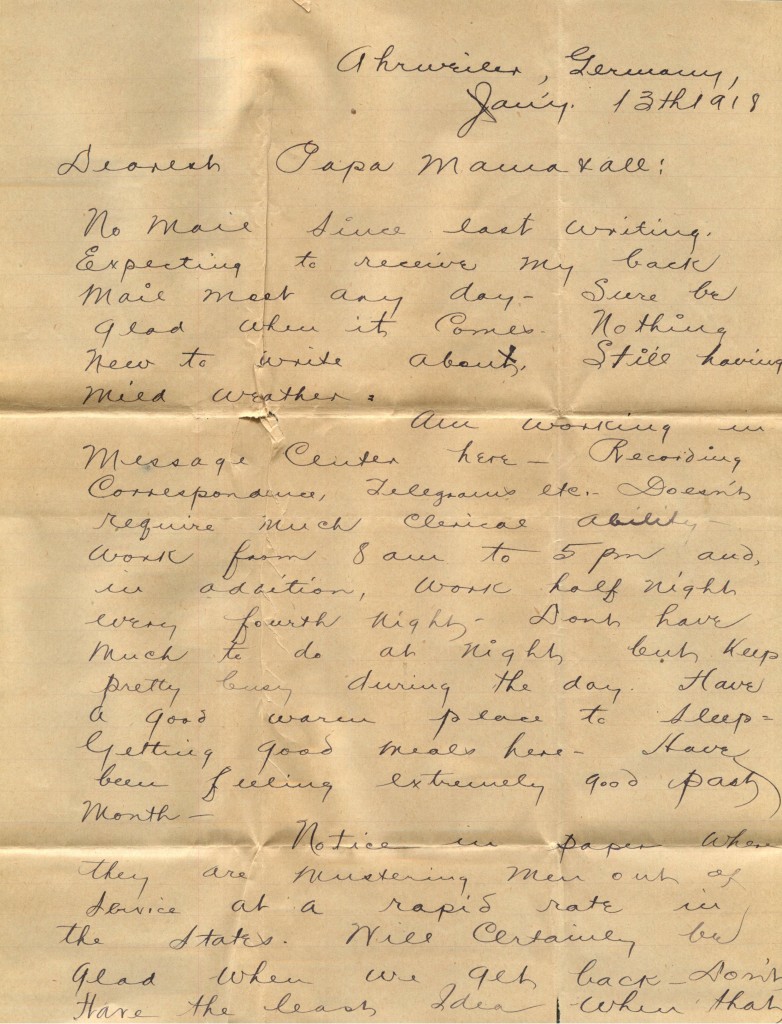 Ahrweiler, Germany,
Jan'y. 13th 1918
Dearest Papa Mama & all:
No Mail since last writing.
Expecting to receive my back
Mail most any day - Sure be
glad when it comes. Nothing
New to write about. Still having
mild weather.
Am working in
Message Center here - Recording
Correspondence, Telegrams etc. - Doesn't
require much clerical ability -
Work from 8 am to 5 pm and,
in addition, work half night
every fourth night - Dont have
much to do at night but keep
pretty busy during the day. Have
a good warm place to sleep -
Getting good meals here - Have
been feeling extremely good past
Month -
Notice in paper where
they are mustering men out of
service at a rapid rate in
the States. Will certainly be
glad when we get back - Don't
Have the least Idea when that